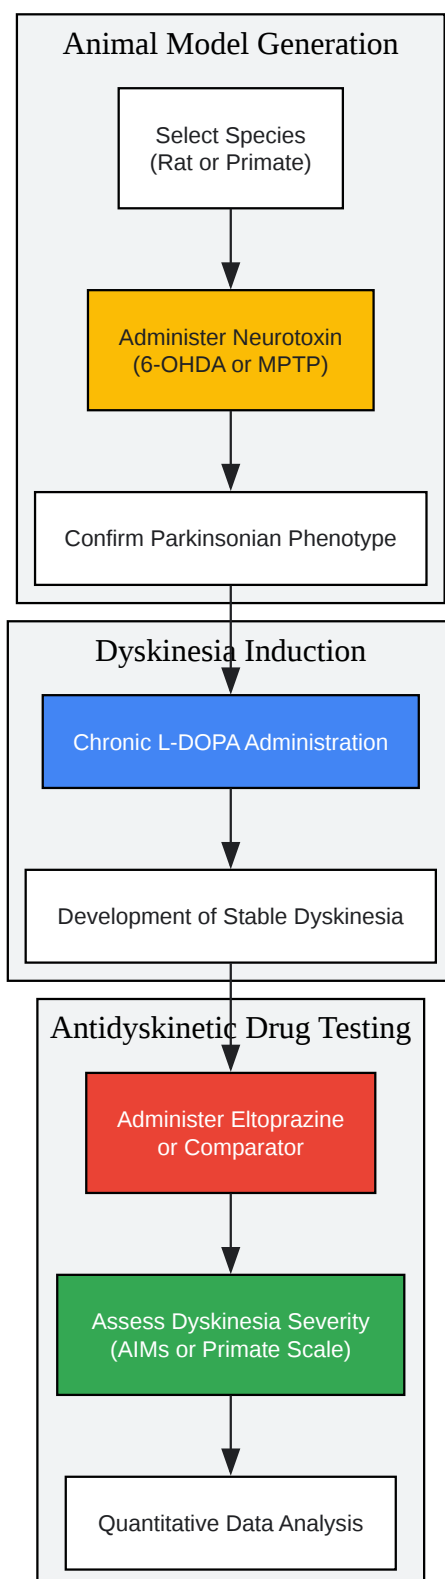 Animal Model Generation
Select Species
(Rat or Primate)
Administer Neurotoxin
(6-OHDA or MPTP)
Confirm Parkinsonian Phenotype
Dyskinesia Induction
Chronic L-DOPA Administration
Development of Stable Dyskinesia
Antidyskinetic Drug Testing
Administer Eltoprazine
or Comparator
Assess Dyskinesia Severity
(AIMs or Primate Scale)
Quantitative Data Analysis